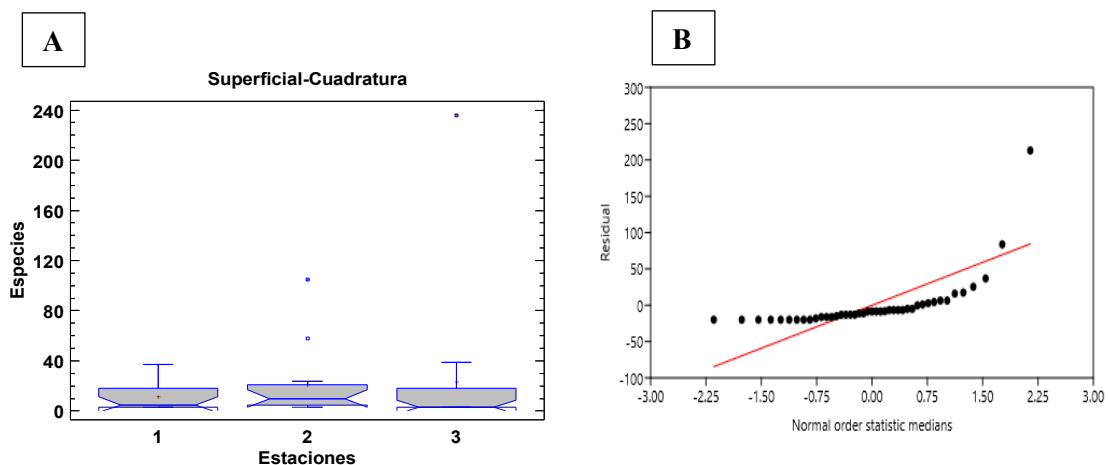 A
Superficial-Cuadratura
240
200
160
120
80
40
0
Especies
1 2 3
Estaciones
B
300
250
200
150
100
50
0
-50
-100
Residual
-3.00 -2.25 -1.50 -0.75 0.00 0.75 1.50 2.25 3.00
Normal order statistic medians